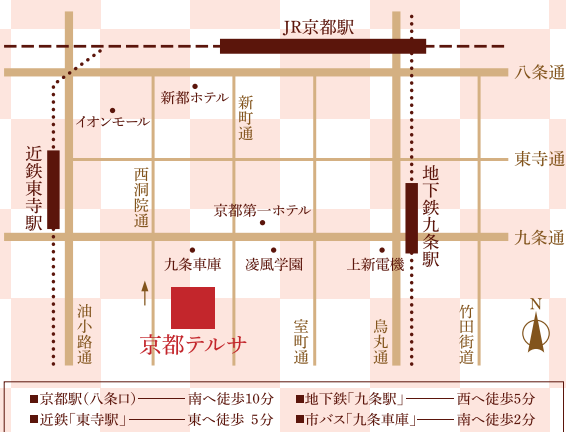 JR京都駅
八条通
新都ホテル
イオンモール
新町通
近鉄東寺駅
東寺通
西洞院通
地下鉄九条駅
京都第一ホテル
九条通
九条車庫
凌風学園
上新電機
N
油小路通
室町通
烏丸通
竹田街道
京都テルサ
■京都駅(八条口)――南へ徒歩10分
■地下鉄「九条駅」――西へ徒歩5分
■近鉄「東寺駅」――東へ徒歩 5分
■市バス「九条車庫」――南へ徒歩2分